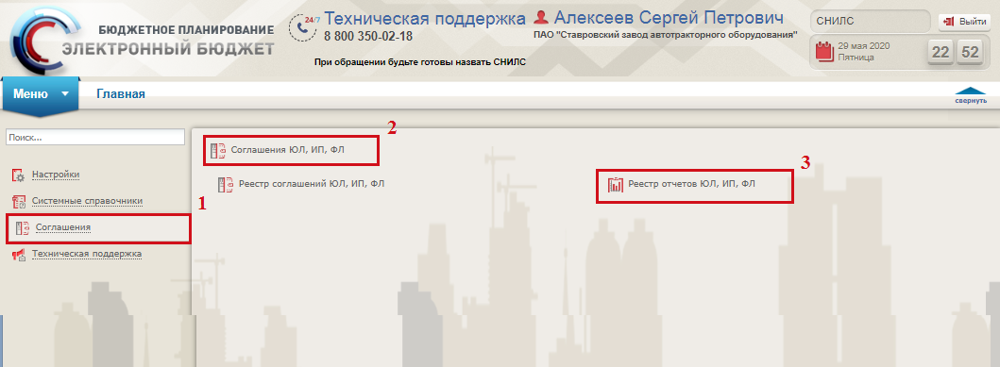 БЮДЖЕТНОЕ ПЛАНИРОВАНИЕ
ЭЛЕКТРОННЫЙ БЮДЖЕТ
24/7
Техническая поддержка
8 800 350-02-18
При обращении будьте готовы назвать СНИЛС
Алексеев Сергей Петрович
ПАО "Ставровский завод автотракторного оборудования"
СНИЛС
Выйти
29 мая 2020
Пятница
22 52
Меню
Главная
свернуть
Поиск...
Настройки
Системные справочники
1
Соглашения
Техническая поддержка
2
Соглашения ЮЛ, ИП, ФЛ
Реестр соглашений ЮЛ, ИП, ФЛ
3
Реестр отчетов ЮЛ, ИП, ФЛ